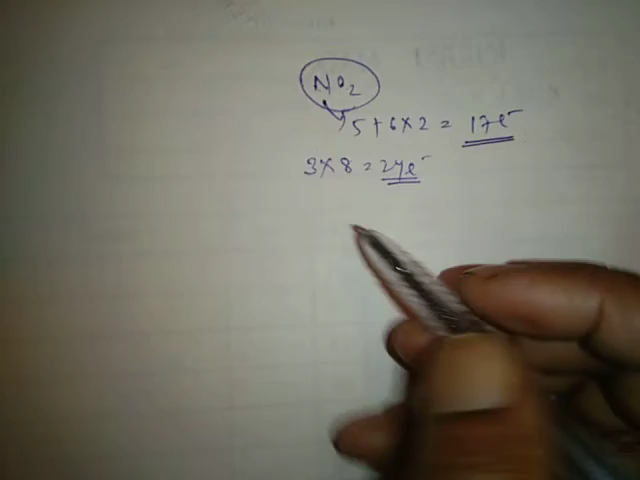 NO₂
5+6×2 = 17e⁻
3×8 = 24e⁻